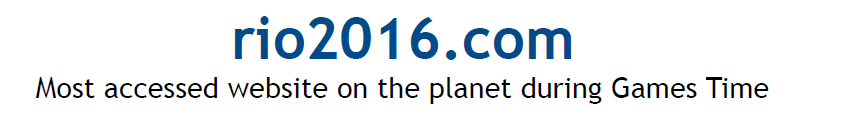 rio2016.com
Most accessed website on the planet during Games Time